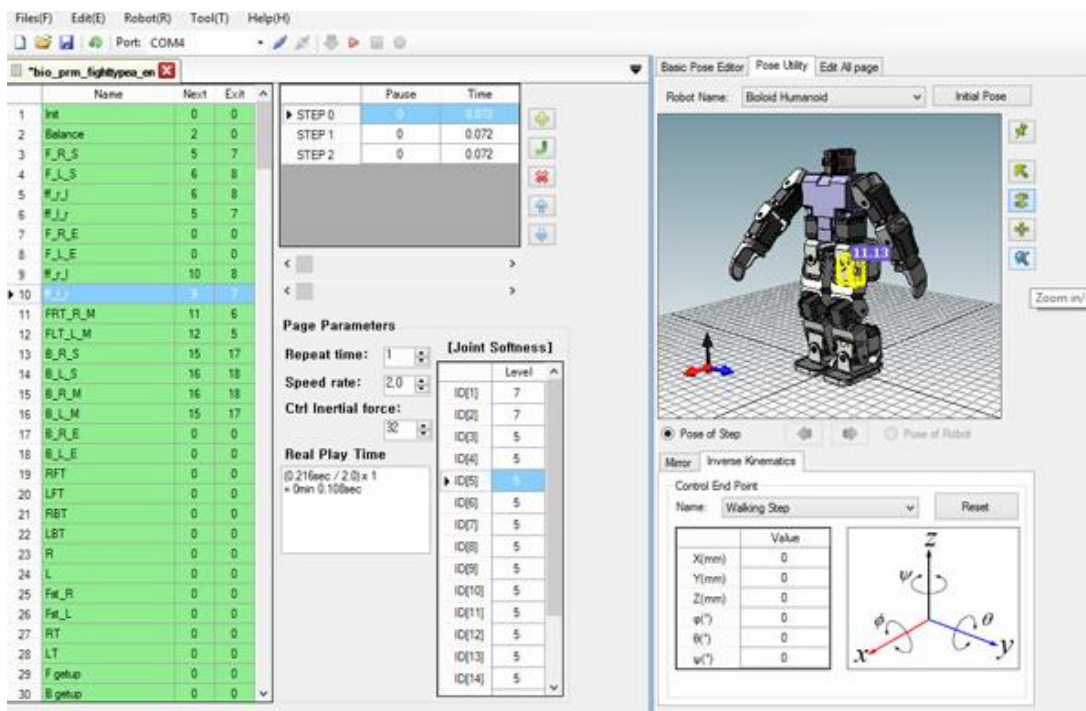 Files(F) Edit(E) Robot(R) Tool(T) Help(H)
Port: COM4
*bio_prm_fighttypea_en
Name Next Exit
1 Init 0 0
2 Balance 2 0
3 F_R_S 5 7
4 F_L_S 6 8
5 ff_r_l 6 8
6 ff_l_r 5 7
7 F_R_E 0 0
8 F_L_E 0 0
9 ff_r_l 10 8
10 ff_l_r 9 7
11 FRT_R_M 11 6
12 FLT_L_M 12 5
13 B_R_S 15 17
14 B_L_S 16 18
15 B_R_M 16 18
16 B_L_M 15 17
17 B_R_E 0 0
18 B_L_E 0 0
19 RFT 0 0
20 LFT 0 0
21 RBT 0 0
22 LBT 0 0
23 R 0 0
24 L 0 0
25 Fst_R 0 0
26 Fst_L 0 0
27 RT 0 0
28 LT 0 0
29 F getup 0 0
30 B getup 0 0
Pause Time
STEP 0 0 0.072
STEP 1 0 0.072
STEP 2 0 0.072
Page Parameters
Repeat time: 1
Speed rate: 2.0
Ctrl Inertial force:
32
Real Play Time
(0.216sec / 2.0) x 1
= 0min 0.108sec
[Joint Softness]
Level
ID[1] 7
ID[2] 7
ID[3] 5
ID[4] 5
ID[5] 5
ID[6] 5
ID[7] 5
ID[8] 5
ID[9] 5
ID[10] 5
ID[11] 5
ID[12] 5
ID[13] 5
ID[14] 5
Basic Pose Editor Pose Utility Edit All page
Robot Name: Bioloid Humanoid Initial Pose
11.13
Zoom in/
Pose of Step Pose of Robot
Mirror Inverse Kinematics
Control End Point
Name: Walking Step Reset
Value
X(mm) 0
Y(mm) 0
Z(mm) 0
φ(°) 0
θ(°) 0
ψ(°) 0
z
ψ
φ θ
x y